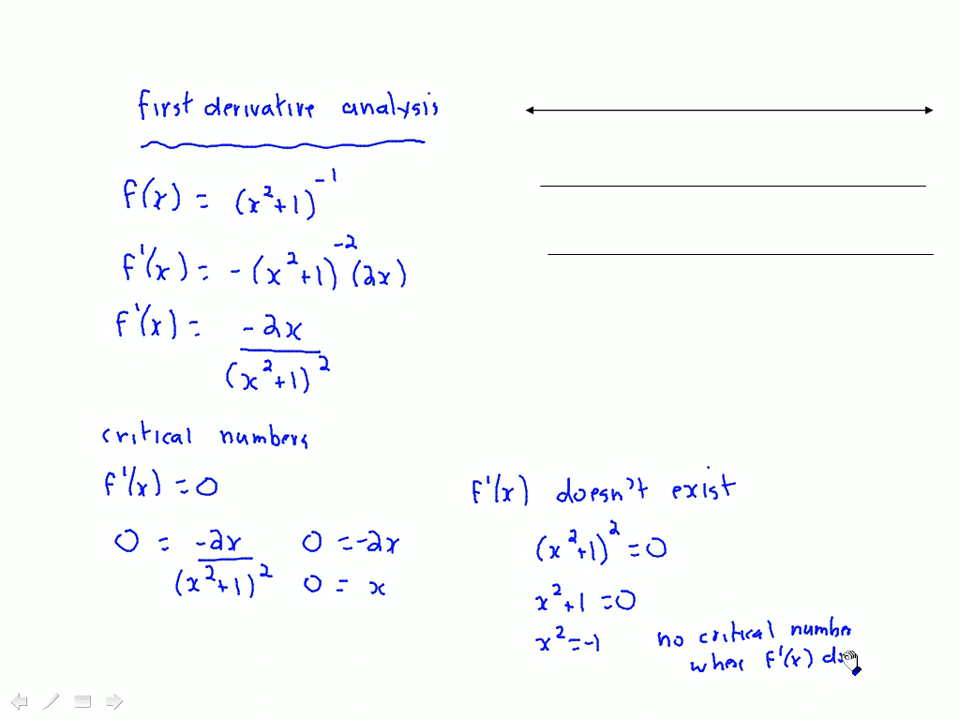 first derivative analysis
f(x) = (x²+1)⁻¹
f'(x) = -(x²+1)⁻²(2x)
f'(x) = -2x / (x²+1)²
critical numbers
f'(x) = 0
0 = -2x / (x²+1)²
0 = -2x
0 = x
f'(x) doesn't exist
(x²+1)² = 0
x²+1 = 0
x² = -1
no critical number
where f'(x) d